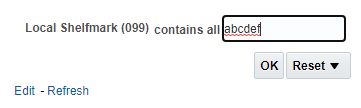 Local Shelfmark (099) contains all abcdef
OK Reset
Edit - Refresh